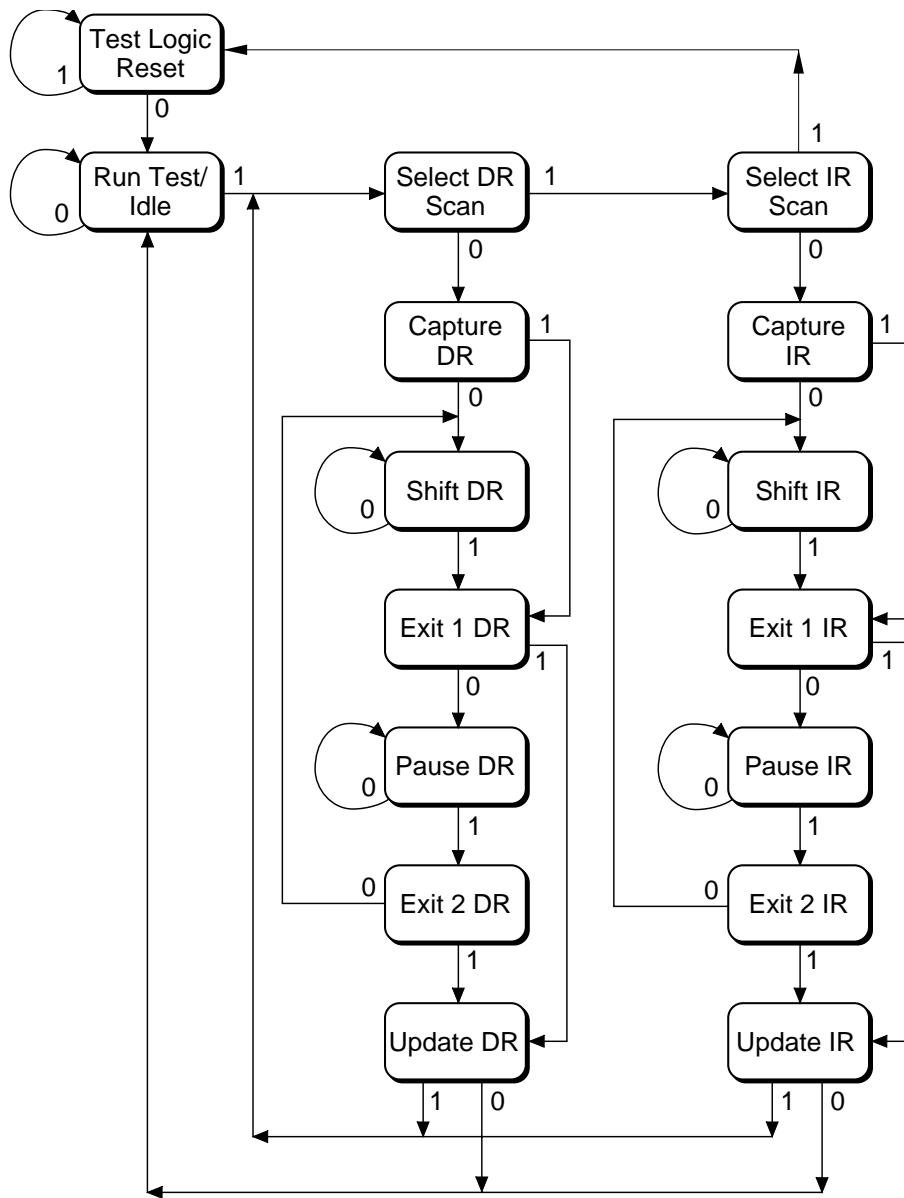 Test Logic
Reset
1
0
1
Run Test/
Idle
0
1
Select DR
Scan
1
Select IR
Scan
0
0
Capture
DR
1
Capture
IR
1
0
0
Shift DR
0
Shift IR
0
1
1
Exit 1 DR
1
Exit 1 IR
1
0
0
Pause DR
0
Pause IR
0
1
1
0
Exit 2 DR
0
Exit 2 IR
1
1
Update DR
Update IR
1
0
1
0